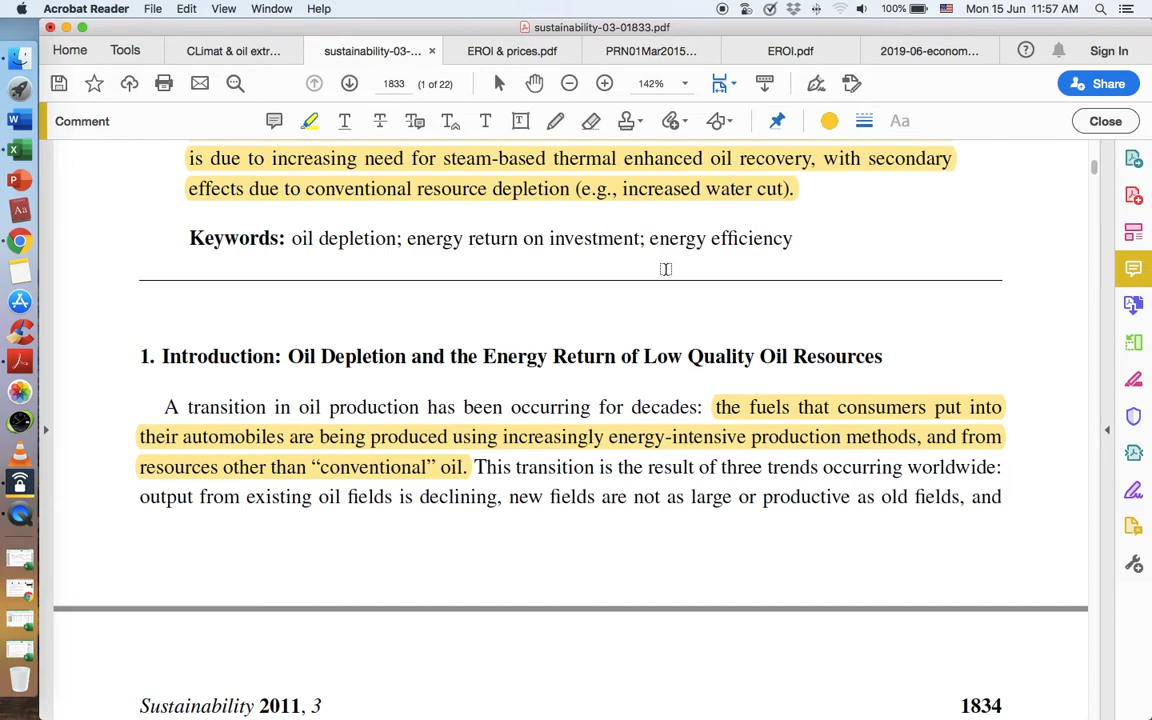 Acrobat Reader File Edit View Window Help 100% Mon 15 Jun 11:57 AM
sustainability-03-01833.pdf
Home Tools CLimat & oil extr... sustainability-03-... × EROI & prices.pdf PRN01Mar2015... EROI.pdf 2019-06-econom... Sign In
1833 (1 of 22) 142% Share
Comment Aa Close
is due to increasing need for steam-based thermal enhanced oil recovery, with secondary
effects due to conventional resource depletion (e.g., increased water cut).
Keywords: oil depletion; energy return on investment; energy efficiency
1. Introduction: Oil Depletion and the Energy Return of Low Quality Oil Resources
A transition in oil production has been occurring for decades: the fuels that consumers put into
their automobiles are being produced using increasingly energy-intensive production methods, and from
resources other than “conventional” oil. This transition is the result of three trends occurring worldwide:
output from existing oil fields is declining, new fields are not as large or productive as old fields, and
Sustainability 2011, 3 1834